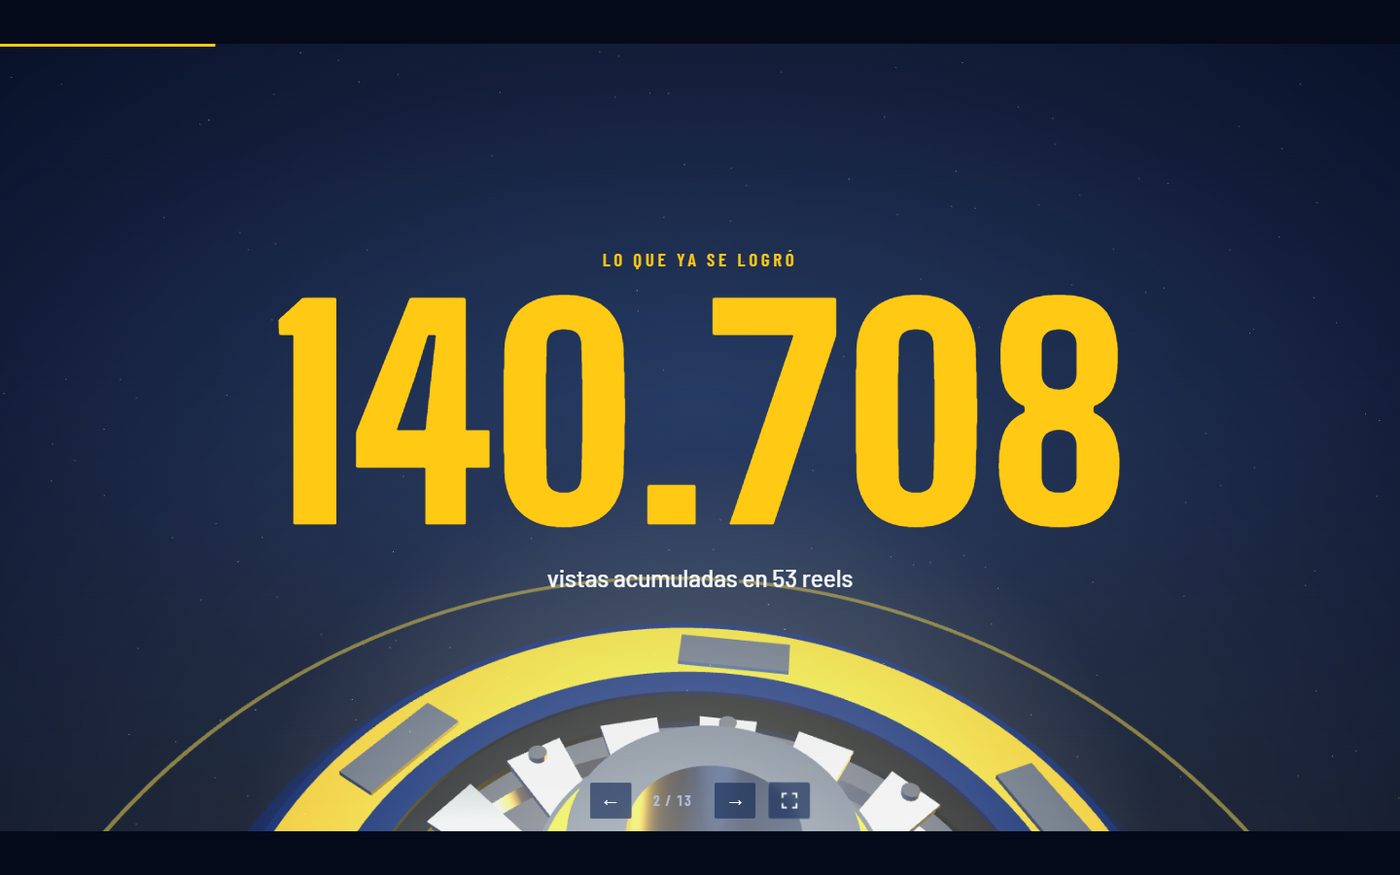 LO QUE YA SE LOGRÓ
140.708
vistas acumuladas en 53 reels
← 2 / 13 →